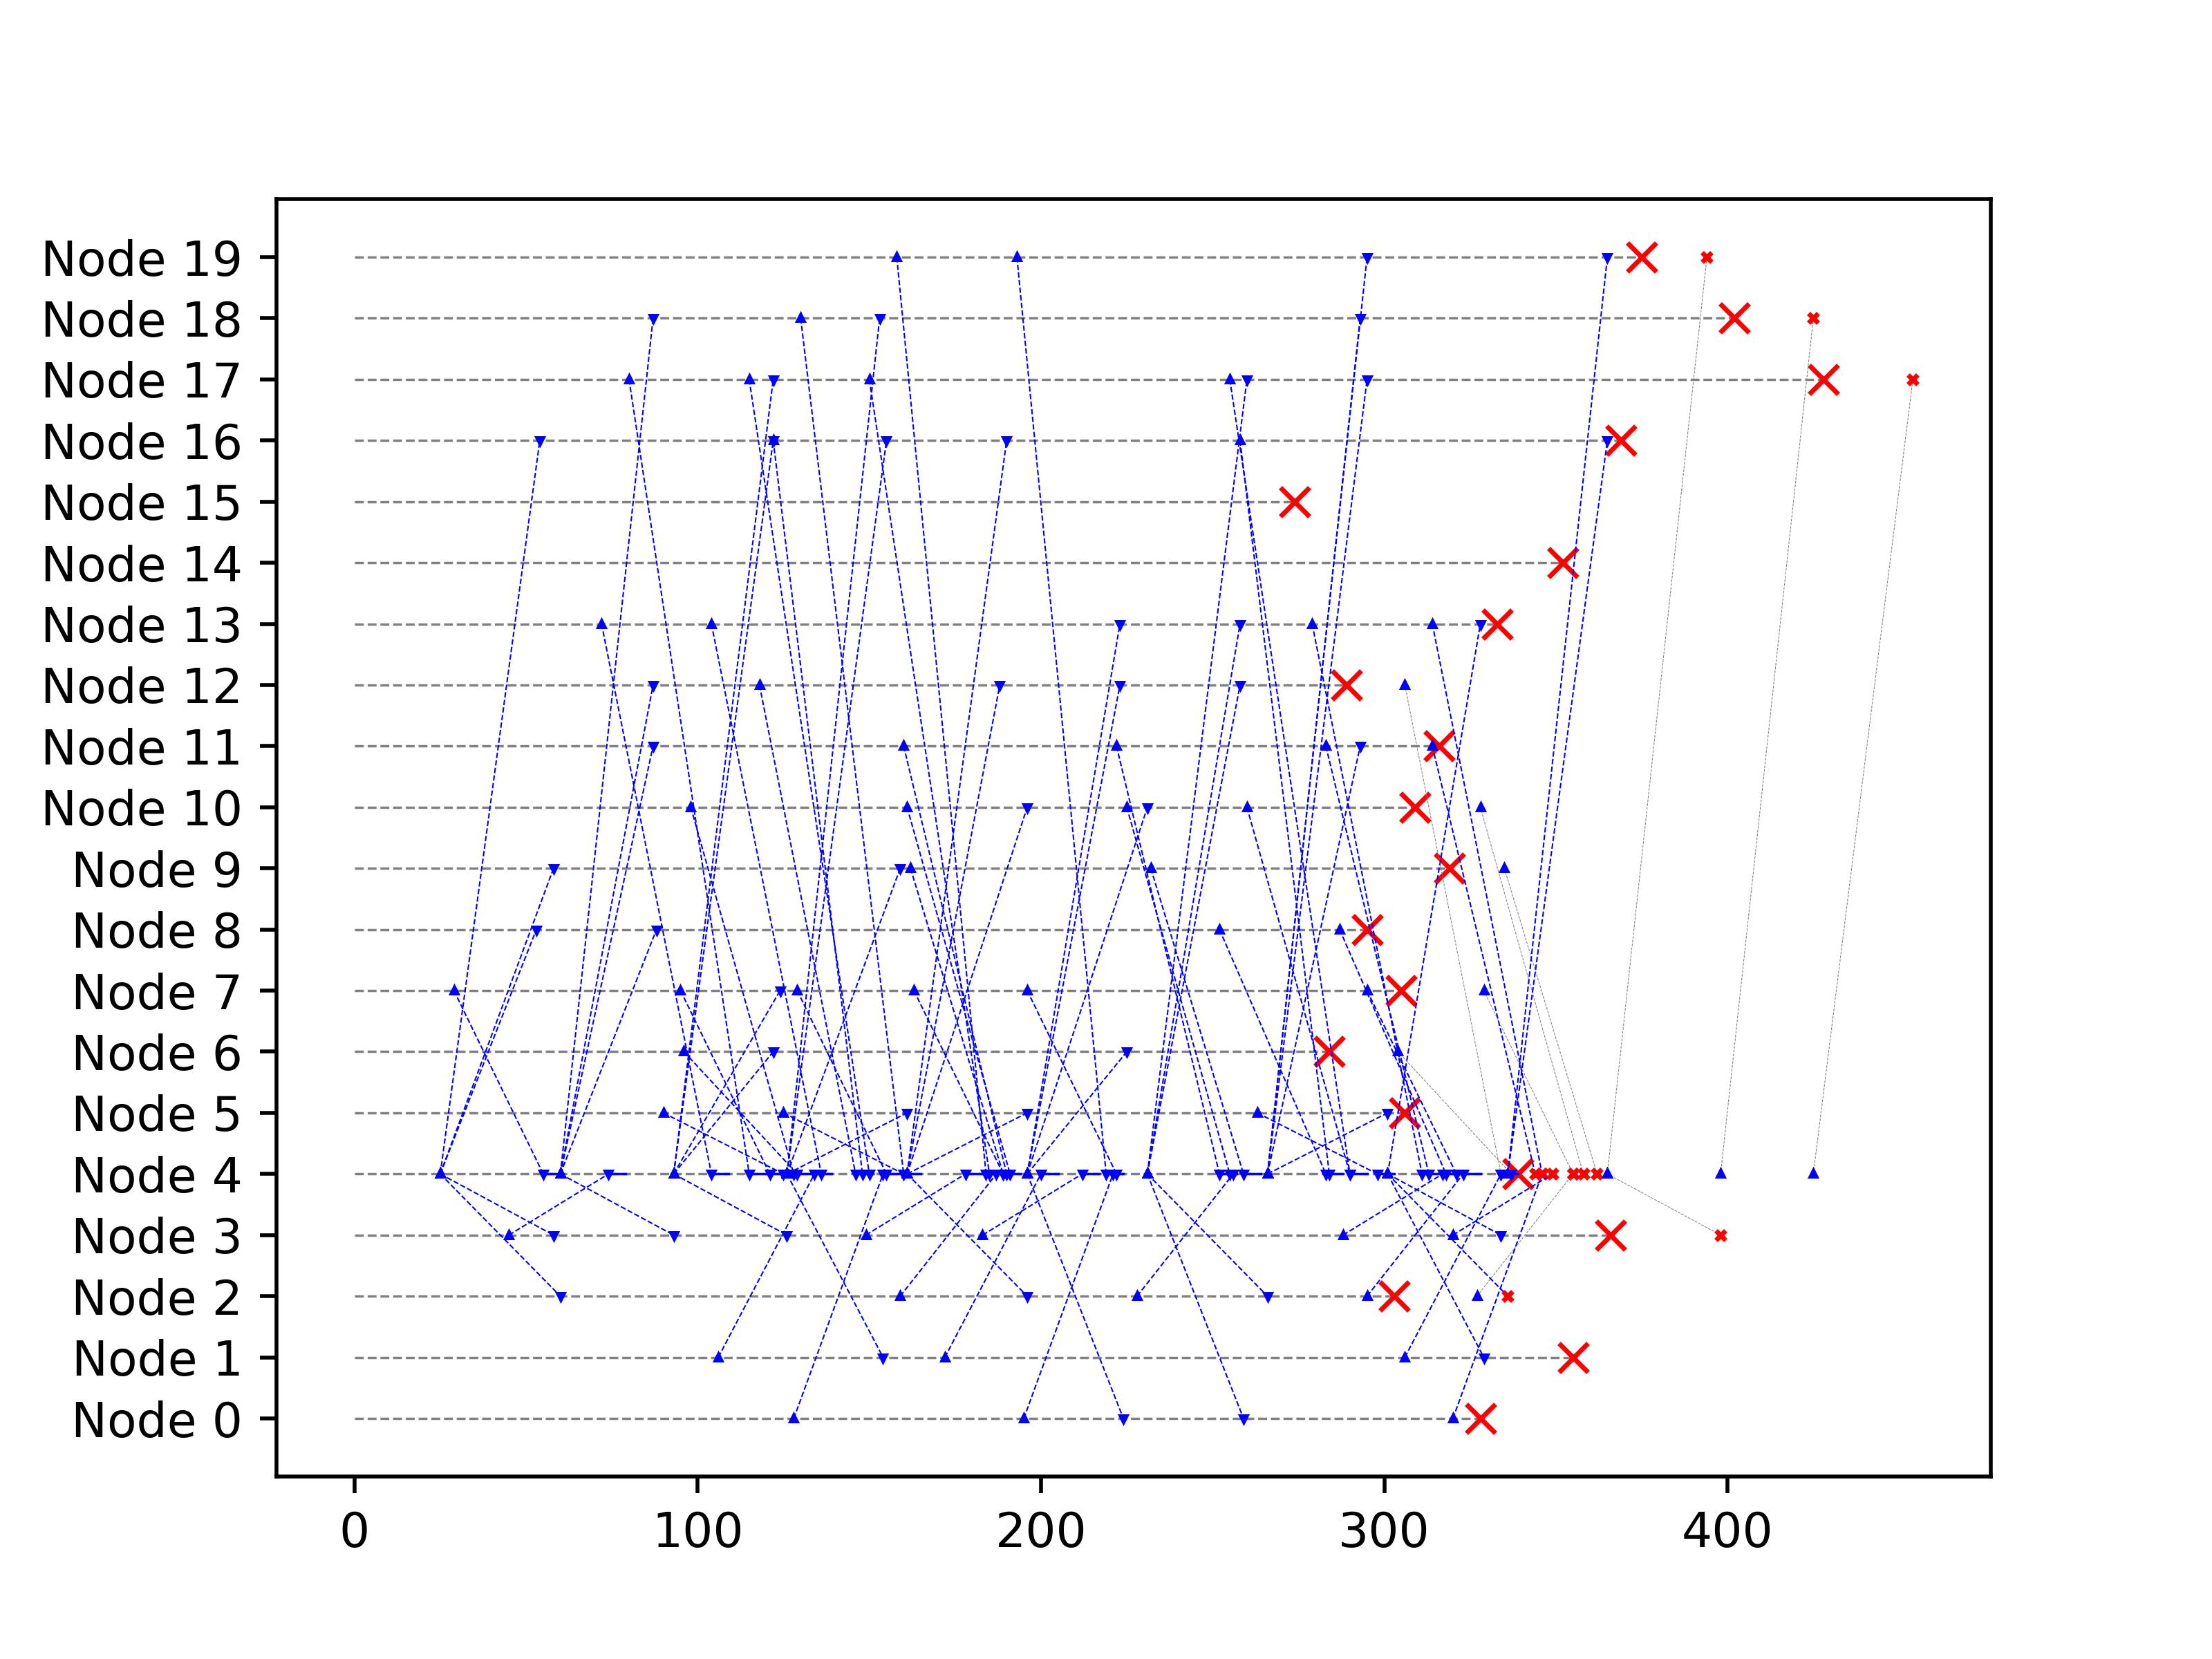 Node 19
Node 18
Node 17
Node 16
Node 15
Node 14
Node 13
Node 12
Node 11
Node 10
Node 9
Node 8
Node 7
Node 6
Node 5
Node 4
Node 3
Node 2
Node 1
Node 0
0 100 200 300 400